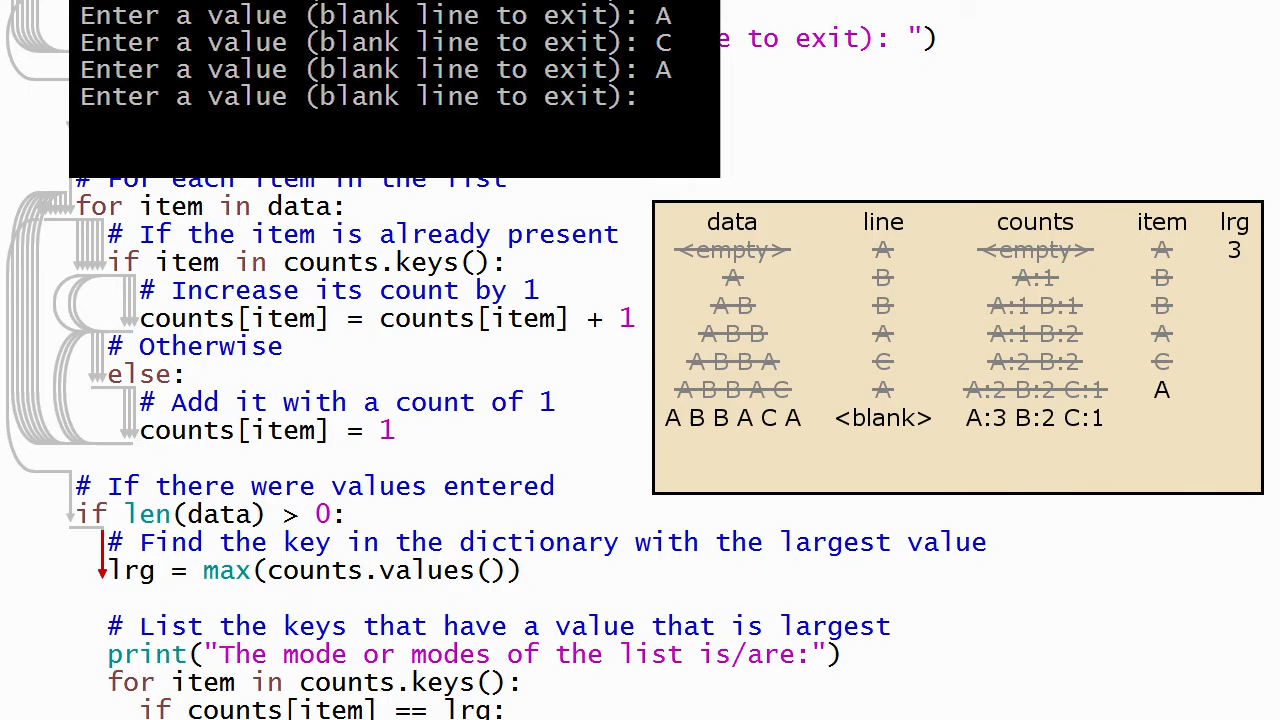 Enter a value (blank line to exit): A
Enter a value (blank line to exit): C
Enter a value (blank line to exit): A
Enter a value (blank line to exit):
e to exit): ")
# For each item in the list
for item in data:
# If the item is already present
if item in counts.keys():
# Increase its count by 1
counts[item] = counts[item] + 1
# Otherwise
else:
# Add it with a count of 1
counts[item] = 1
# If there were values entered
if len(data) > 0:
# Find the key in the dictionary with the largest value
lrg = max(counts.values())
# List the keys that have a value that is largest
print("The mode or modes of the list is/are:")
for item in counts.keys():
if counts[item] == lrg:
data line counts item lrg
<empty> A <empty> A 3
A B A:1 B
A B B A:1 B:1 B
A B B A A:1 B:2 A
A B B A C A:2 B:2 C
A B B A C A A:2 B:2 C:1 A
A B B A C A <blank> A:3 B:2 C:1